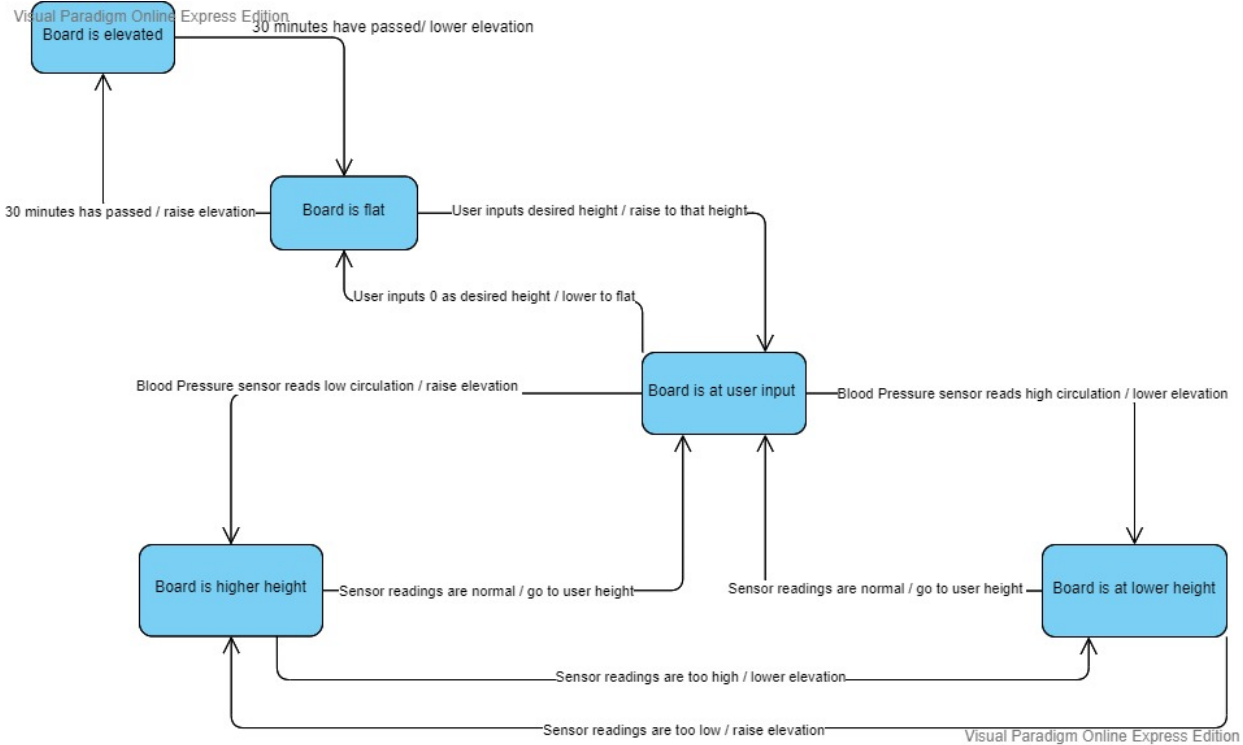 Visual Paradigm Online Express Edition
30 minutes have passed/ lower elevation
Board is elevated
30 minutes has passed / raise elevation
Board is flat
User inputs desired height / raise to that height
User inputs 0 as desired height / lower to flat
Blood Pressure sensor reads low circulation / raise elevation
Board is at user input
Blood Pressure sensor reads high circulation / lower elevation
Board is higher height
Sensor readings are normal / go to user height
Sensor readings are normal / go to user height
Board is at lower height
Sensor readings are too high / lower elevation
Sensor readings are too low / raise elevation
Visual Paradigm Online Express Edition